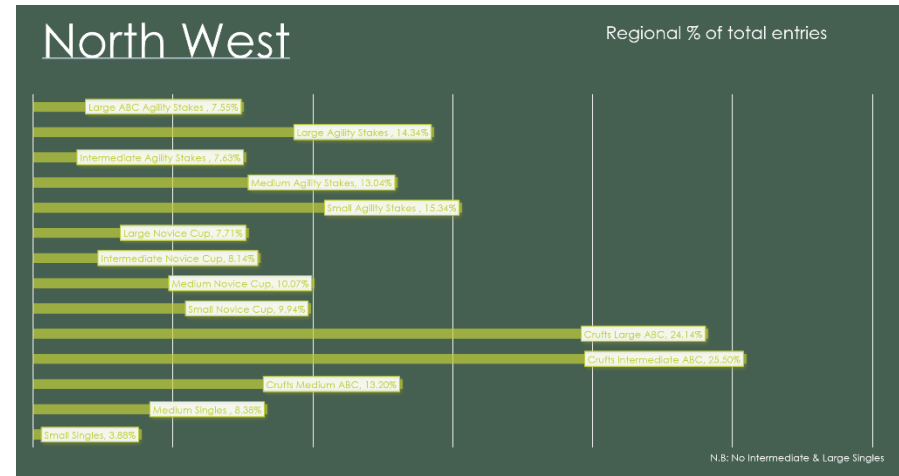 North West
Regional % of total entries
Large ABC Agility Stakes , 7.55%
Large Agility Stakes , 14.34%
Intermediate Agility Stakes , 7.63%
Medium Agility Stakes, 13.04%
Small Agility Stakes , 15.34%
Large Novice Cup, 7.71%
Intermediate Novice Cup, 8.14%
Medium Novice Cup, 10.07%
Small Novice Cup, 9.94%
Crufts Large ABC, 24.14%
Crufts Intermediate ABC, 25.50%
Crufts Medium ABC, 13.20%
Medium Singles , 8.38%
Small Singles, 3.88%
N.B: No Intermediate & Large Singles